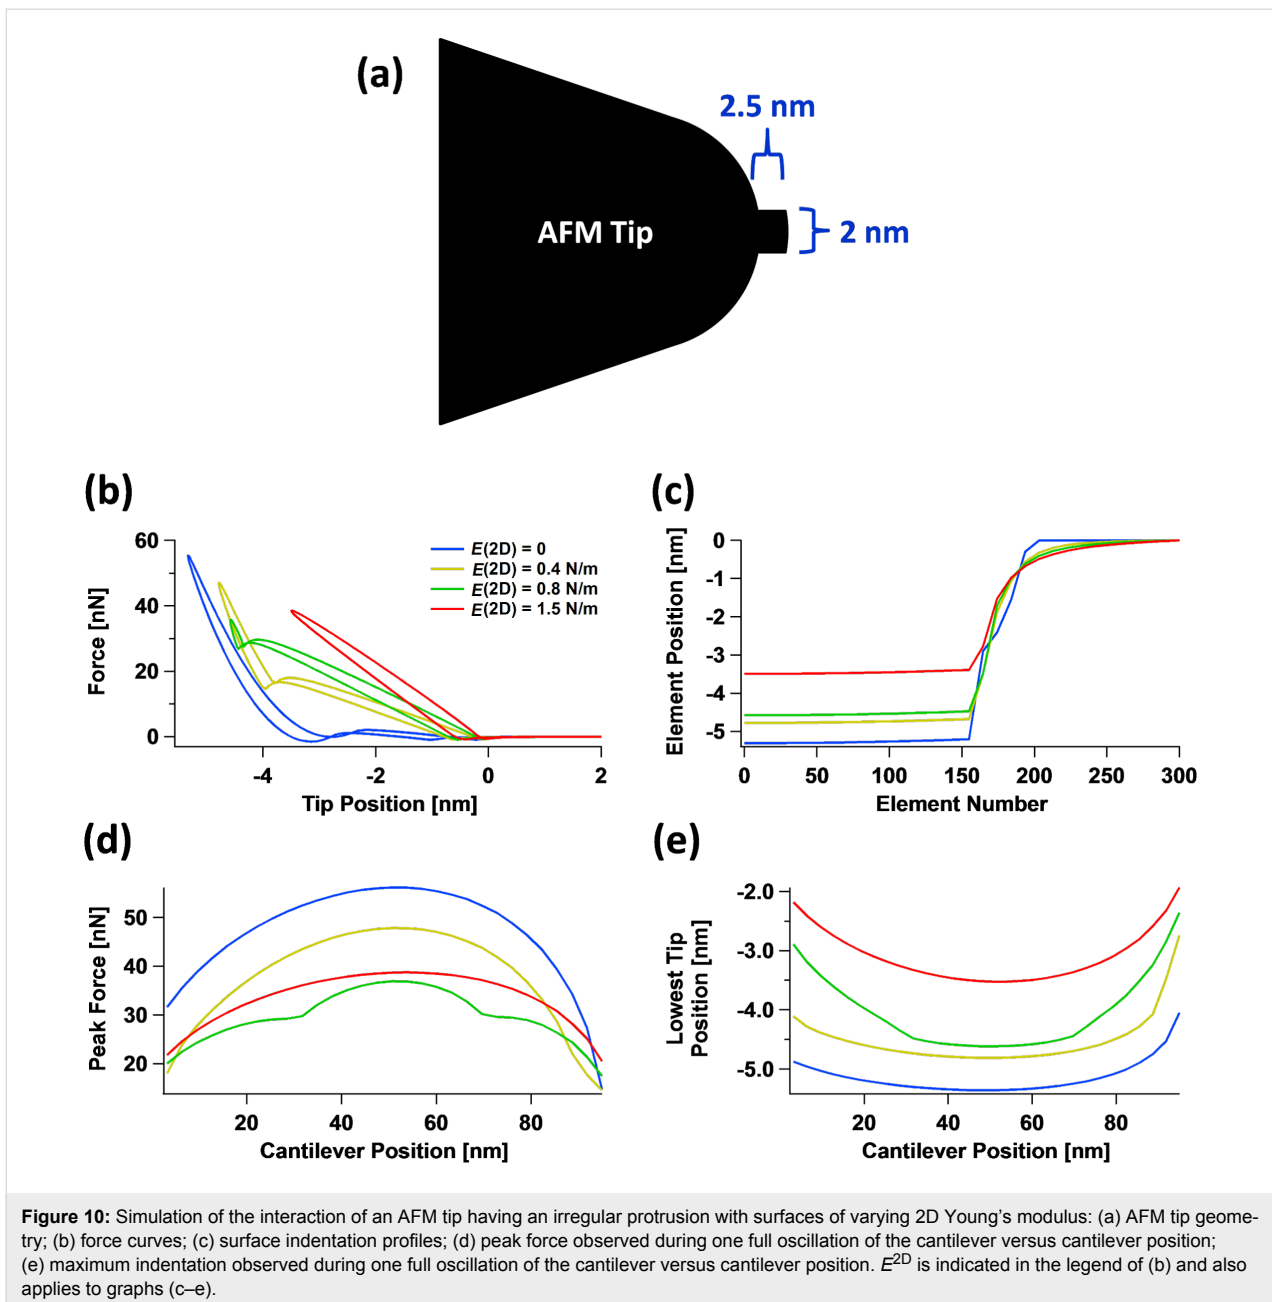 (a)
2.5 nm
AFM Tip
2 nm
(b)
60
40
20
0
Force [nN]
-4
-2
0
2
Tip Position [nm]
E(2D) = 0
E(2D) = 0.4 N/m
E(2D) = 0.8 N/m
E(2D) = 1.5 N/m
(c)
0
-1
-2
-3
-4
-5
Element Position [nm]
0
50
100
150
200
250
300
Element Number
(d)
50
40
30
20
Peak Force [nN]
20
40
60
80
Cantilever Position [nm]
(e)
-2.0
-3.0
-4.0
-5.0
Lowest Tip
Position [nm]
20
40
60
80
Cantilever Position [nm]
Figure 10: Simulation of the interaction of an AFM tip having an irregular protrusion with surfaces of varying 2D Young’s modulus: (a) AFM tip geome-
try; (b) force curves; (c) surface indentation profiles; (d) peak force observed during one full oscillation of the cantilever versus cantilever position;
(e) maximum indentation observed during one full oscillation of the cantilever versus cantilever position. E2D is indicated in the legend of (b) and also
applies to graphs (c–e).